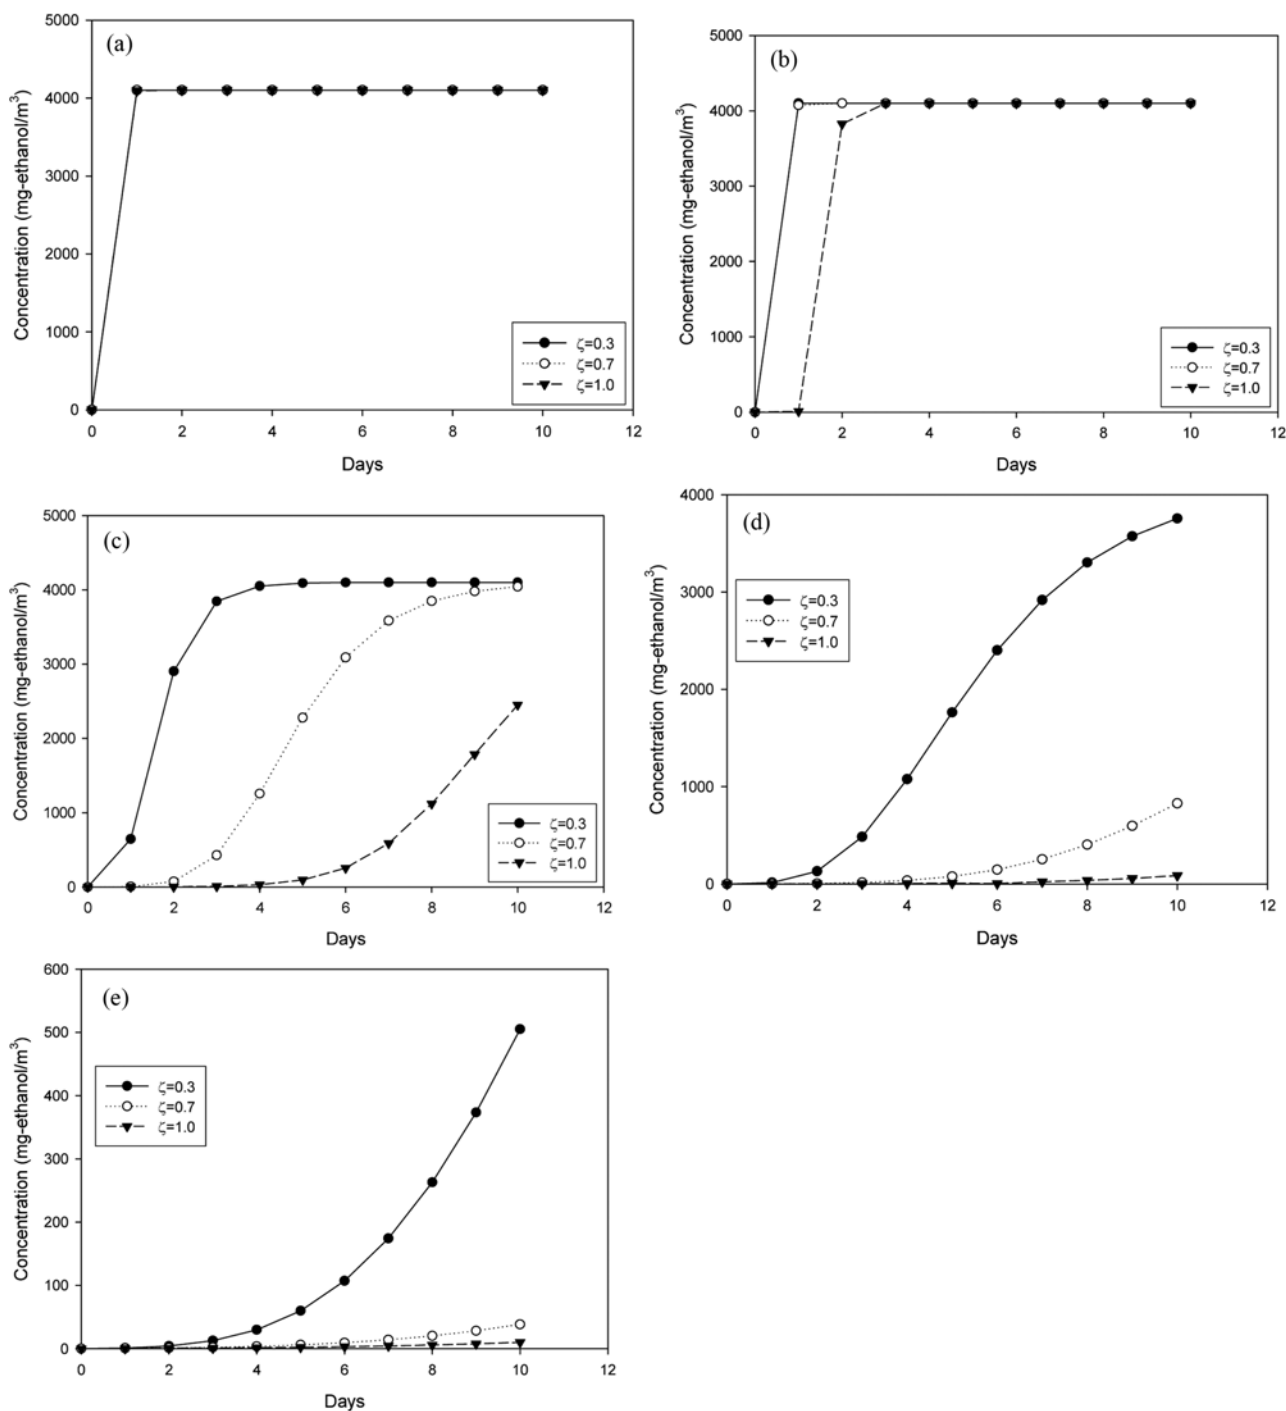 (a)
Concentration (mg-ethanol/m³)
5000
4000
3000
2000
1000
0
ζ=0.3
ζ=0.7
ζ=1.0
0 2 4 6 8 10 12
Days
(b)
Concentration (mg-ethanol/m³)
5000
4000
3000
2000
1000
0
ζ=0.3
ζ=0.7
ζ=1.0
0 2 4 6 8 10 12
Days
(c)
Concentration (mg-ethanol/m³)
5000
4000
3000
2000
1000
0
ζ=0.3
ζ=0.7
ζ=1.0
0 2 4 6 8 10 12
Days
(d)
Concentration (mg-ethanol/m³)
4000
3000
2000
1000
0
ζ=0.3
ζ=0.7
ζ=1.0
0 2 4 6 8 10 12
Days
(e)
Concentration (mg-ethanol/m³)
600
500
400
300
200
100
0
ζ=0.3
ζ=0.7
ζ=1.0
0 2 4 6 8 10 12
Days